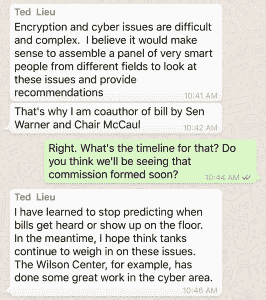 Ted Lieu
Encryption and cyber issues are difficult
and complex.  I believe it would make
sense to assemble a panel of very smart
people from different fields to look at
these issues and provide
recommendations
10:41 AM
That's why I am coauthor of bill by Sen
Warner and Chair McCaul
10:42 AM
Right. What's the timeline for that? Do
you think we'll be seeing that
commission formed soon?
10:44 AM
Ted Lieu
I have learned to stop predicting when
bills get heard or show up on the floor.
In the meantime, I hope think tanks
continue to weigh in on these issues.
The Wilson Center, for example, has
done some great work in the cyber area.
10:46 AM